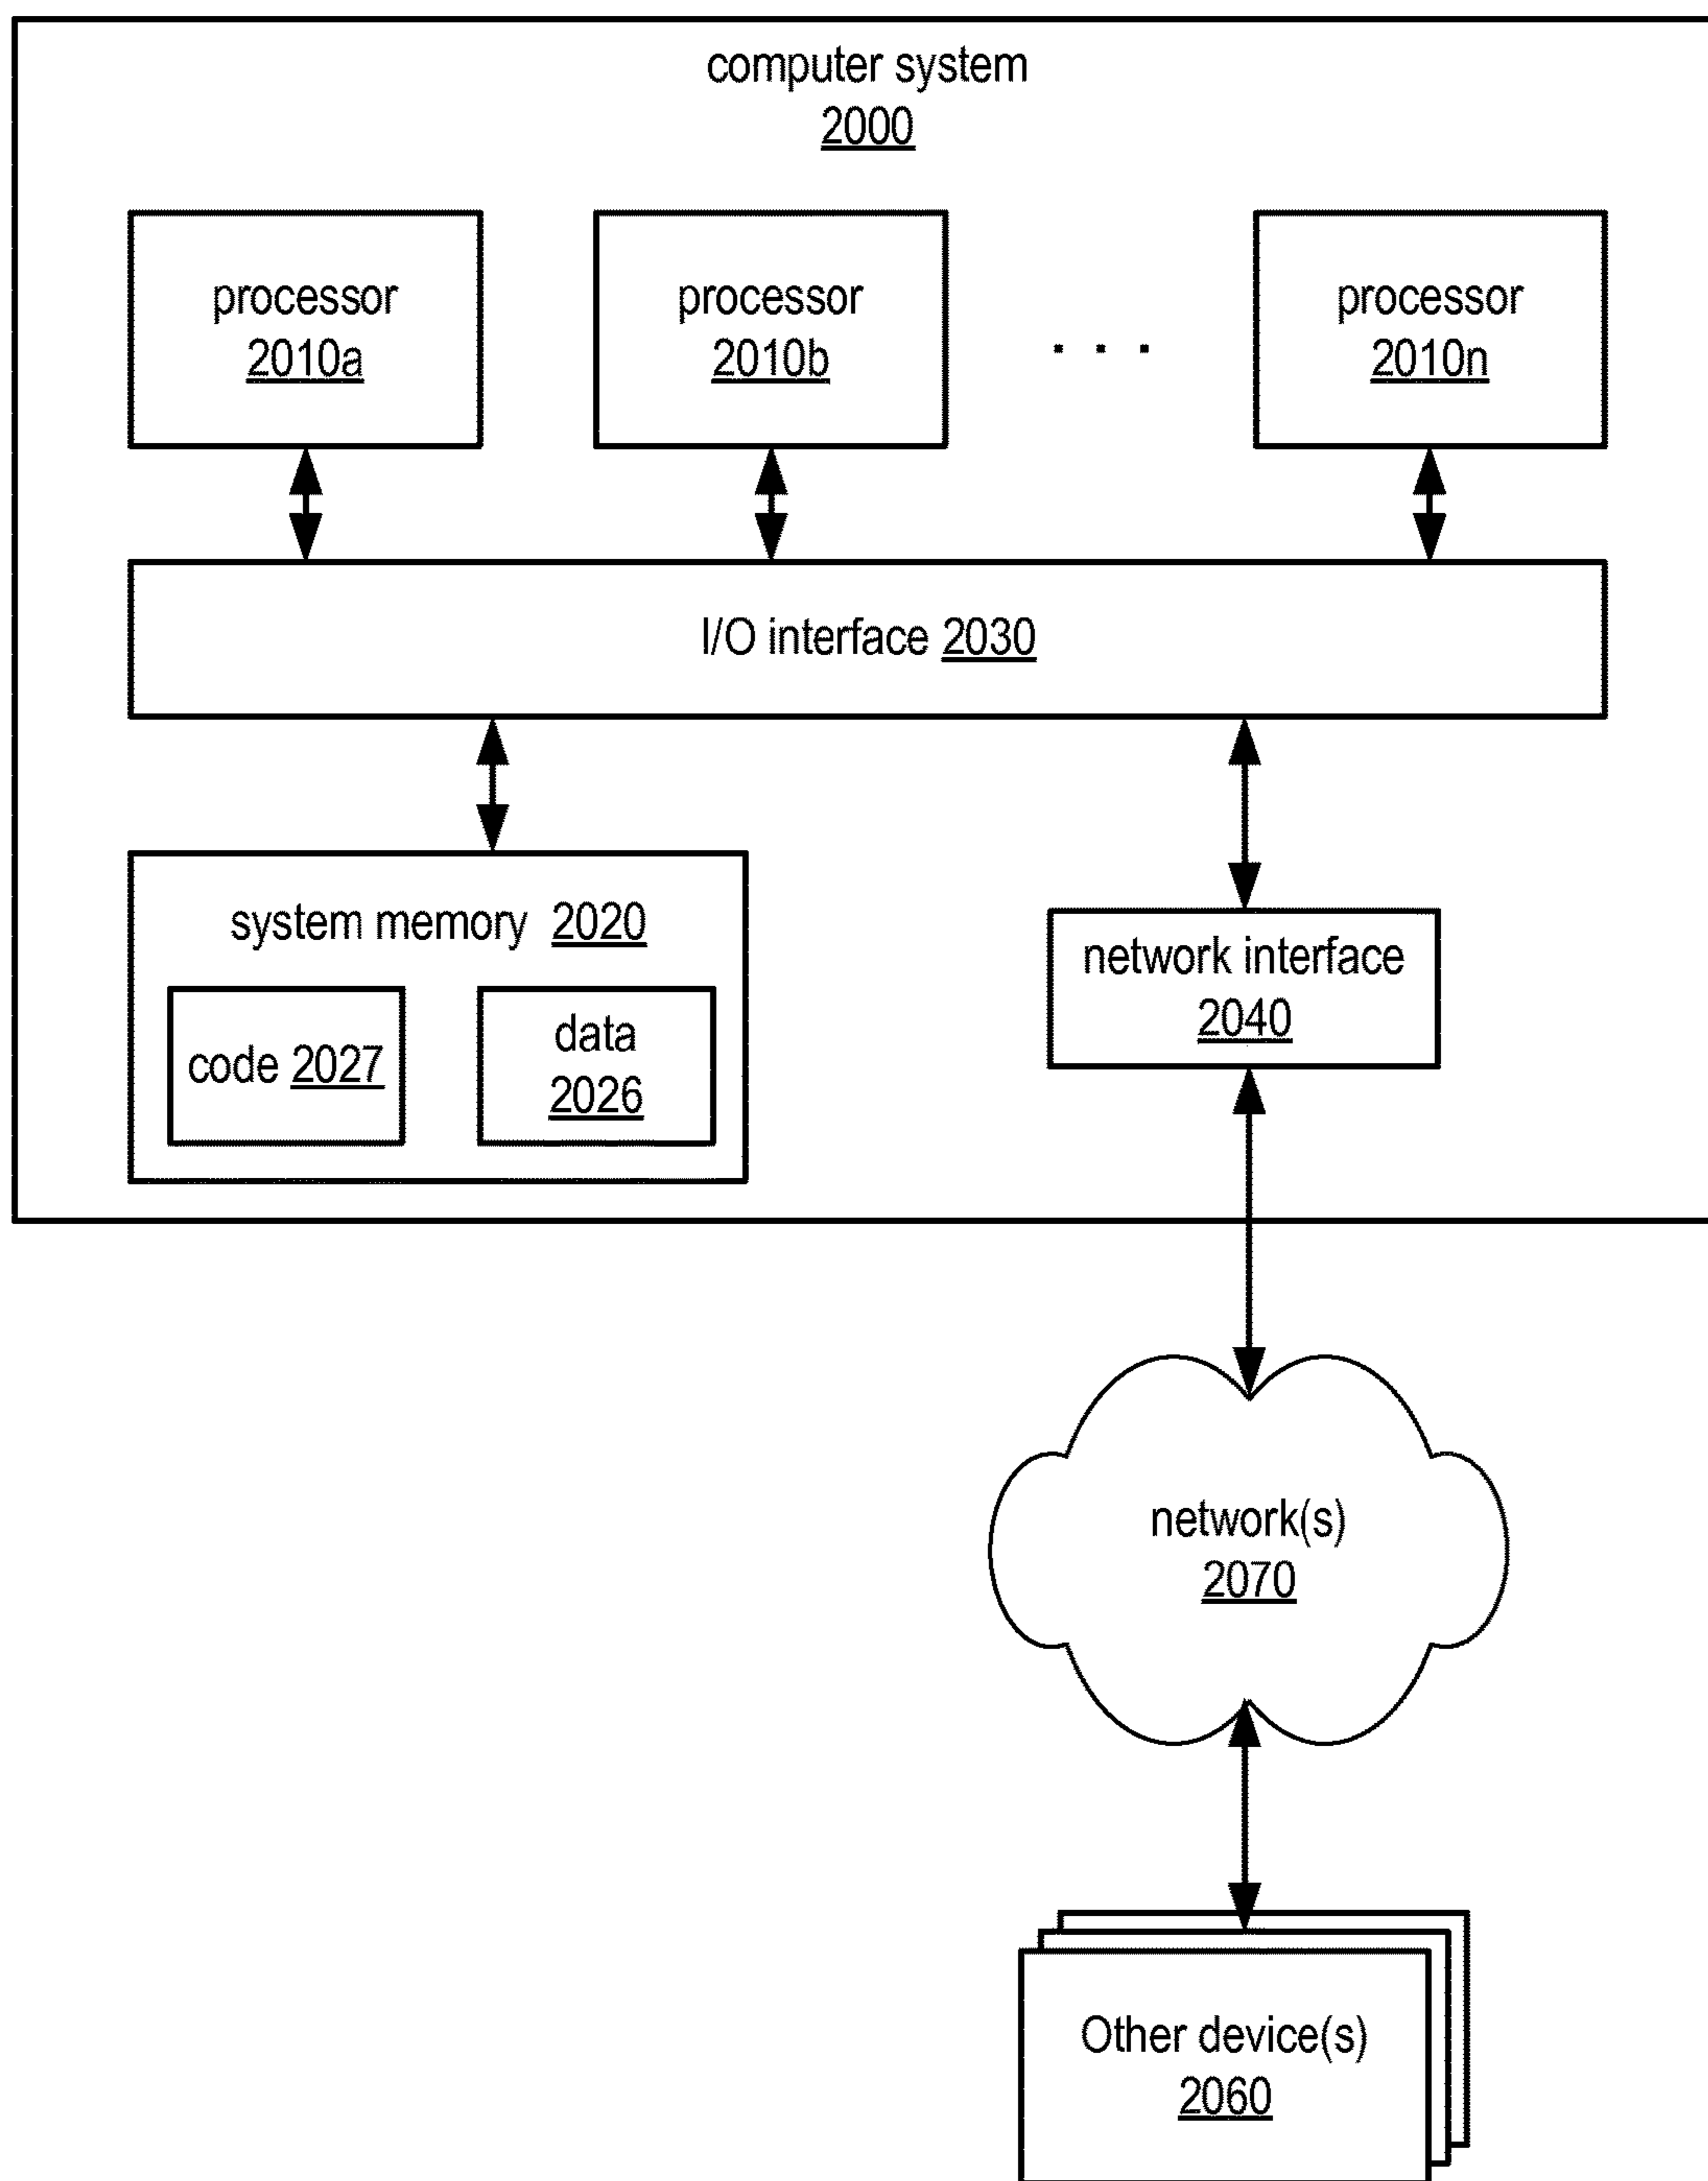 computer system
2000
processor
2010a
processor
2010b
. . .
processor
2010n
I/O interface 2030
system memory 2020
code 2027
data
2026
network interface
2040
network(s)
2070
Other device(s)
2060